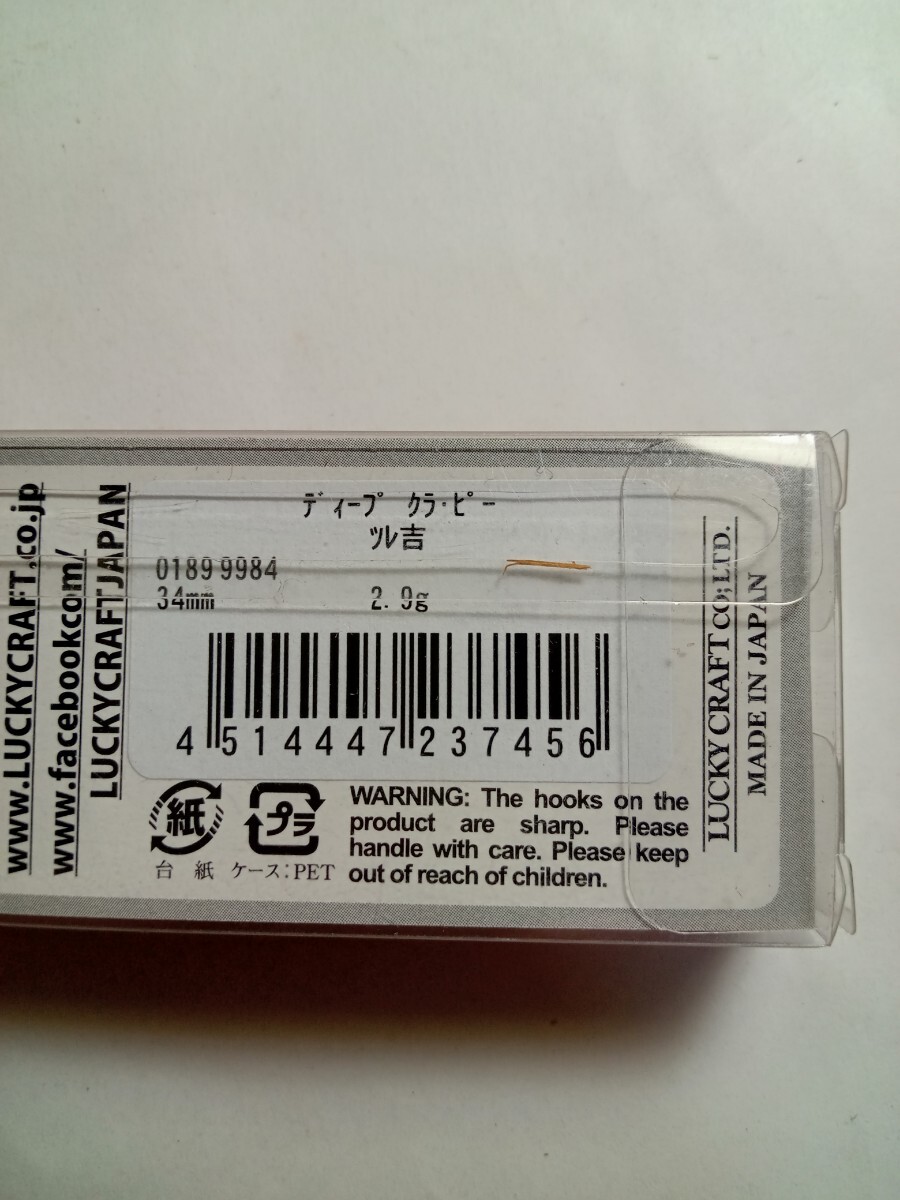 www.LUCKYCRAFT.co.jp
www.facebook.com/
LUCKYCRAFTJAPAN
ﾃﾞｨｰﾌﾟ ｸﾗ･ﾋﾟｰ
ﾂﾙ吉
0189 9984
34mm 2.9g
4 514447 237456
紙 プラ
台紙 ケース:PET
WARNING: The hooks on the
product are sharp. Please
handle with care. Please keep
out of reach of children.
LUCKY CRAFT CO;LTD.
MADE IN JAPAN